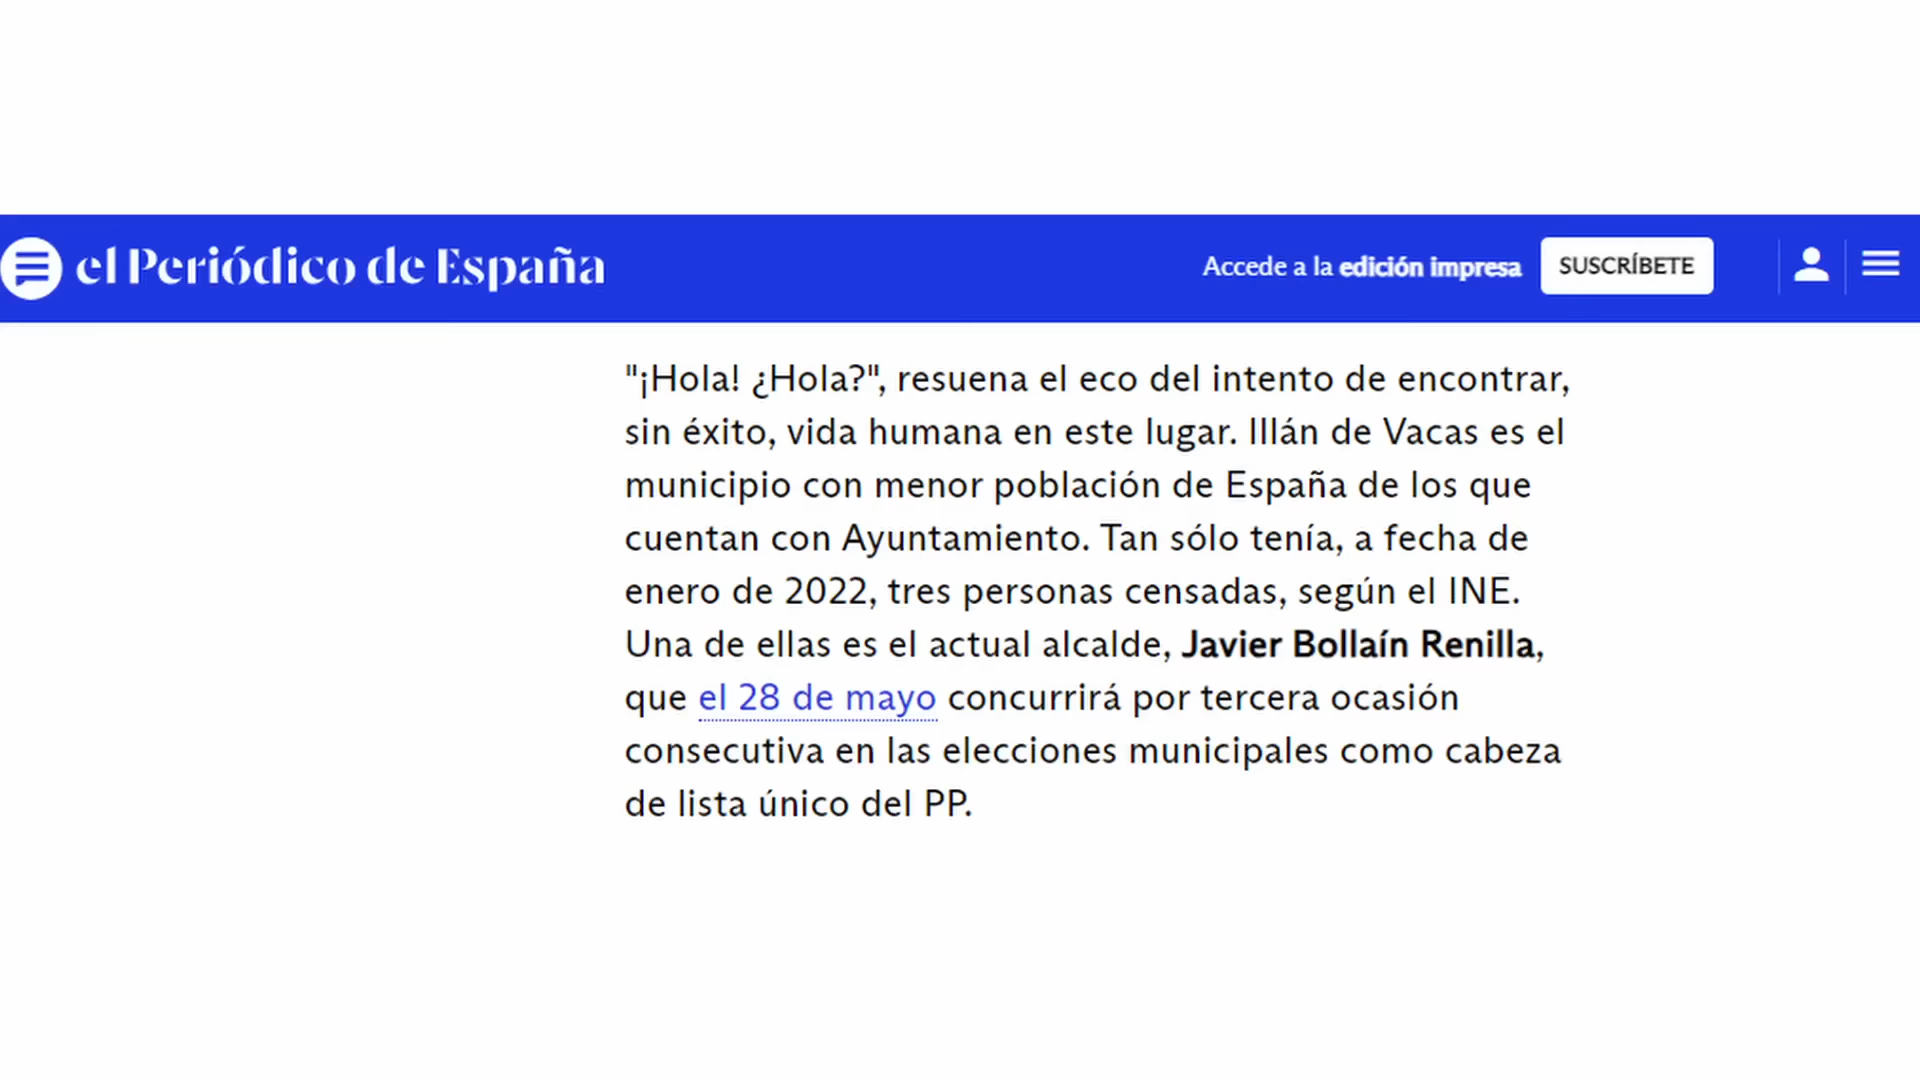 el Periódico de España
Accede a la edición impresa
SUSCRÍBETE
"¡Hola! ¿Hola?", resuena el eco del intento de encontrar,
sin éxito, vida humana en este lugar. Illán de Vacas es el
municipio con menor población de España de los que
cuentan con Ayuntamiento. Tan sólo tenía, a fecha de
enero de 2022, tres personas censadas, según el INE.
Una de ellas es el actual alcalde, Javier Bollaín Renilla,
que el 28 de mayo concurrirá por tercera ocasión
consecutiva en las elecciones municipales como cabeza
de lista único del PP.